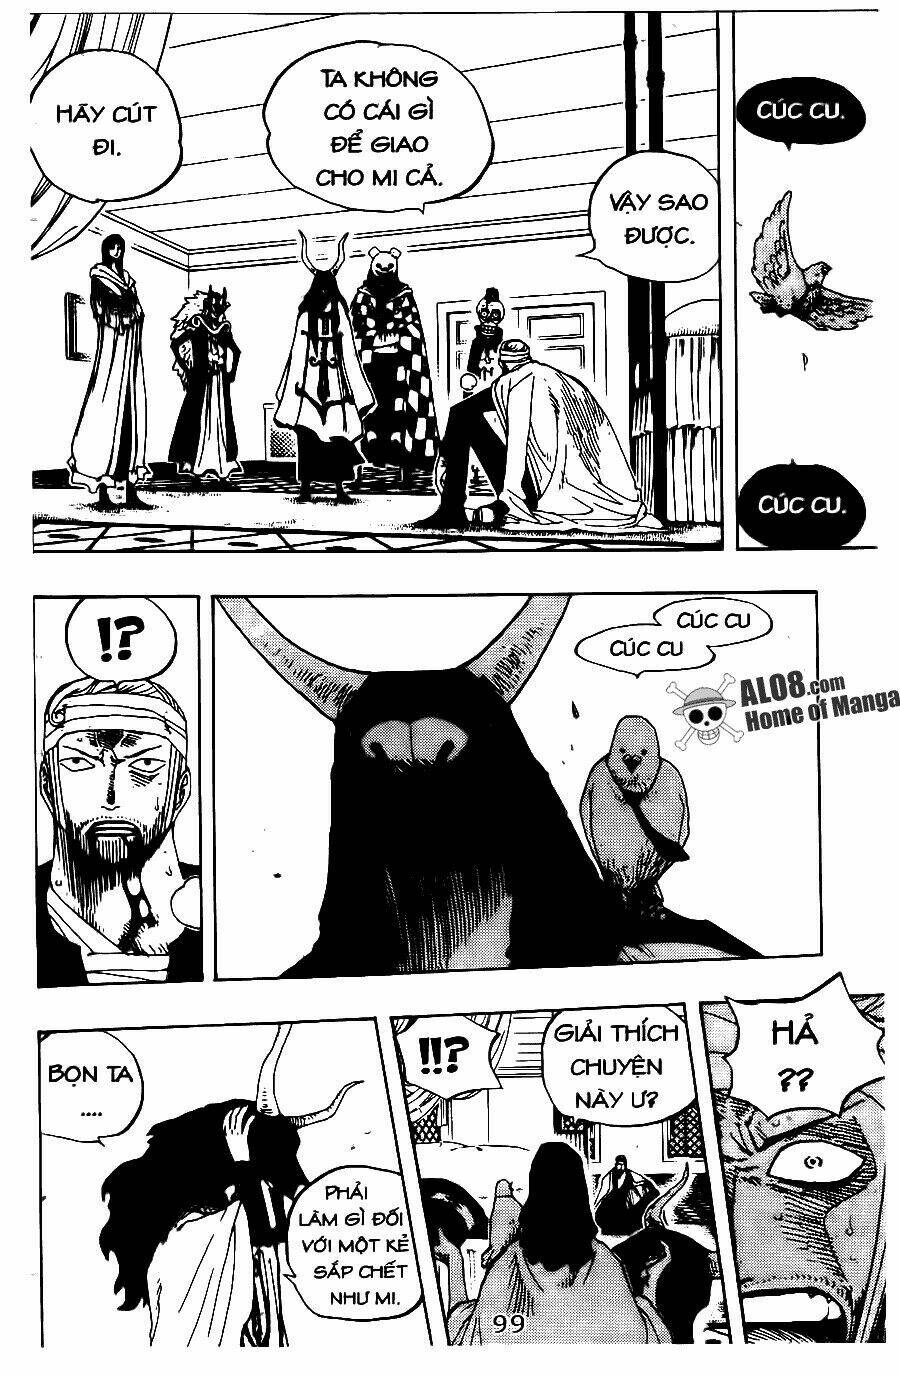 CÚC CU.
CÚC CU.
VẬY SAO
ĐƯỢC.
TA KHÔNG
CÓ CÁI GÌ
ĐỂ GIAO
CHO MI CẢ.
HÃY CÚT
ĐI.
CÚC CU
CÚC CU
AL08.com
Home of Manga
!?
HẢ
??
GIẢI THÍCH
CHUYỆN
NÀY Ư?
!!?
BỌN TA
....
PHẢI
LÀM GÌ ĐỐI
VỚI MỘT KẺ
SẮP CHẾT
NHƯ MI.
99